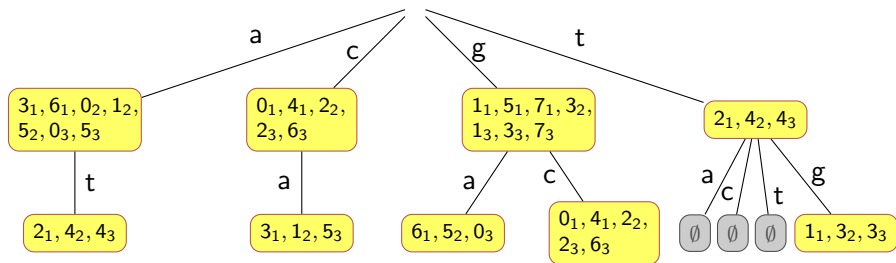 a
c
g
t
3₁, 6₁, 0₂, 1₂,
5₂, 0₃, 5₃
0₁, 4₁, 2₂,
2₃, 6₃
1₁, 5₁, 7₁, 3₂,
1₃, 3₃, 7₃
2₁, 4₂, 4₃
t
a
a
c
a
c
t
g
2₁, 4₂, 4₃
3₁, 1₂, 5₃
6₁, 5₂, 0₃
0₁, 4₁, 2₂,
2₃, 6₃
∅
∅
∅
1₁, 3₂, 3₃